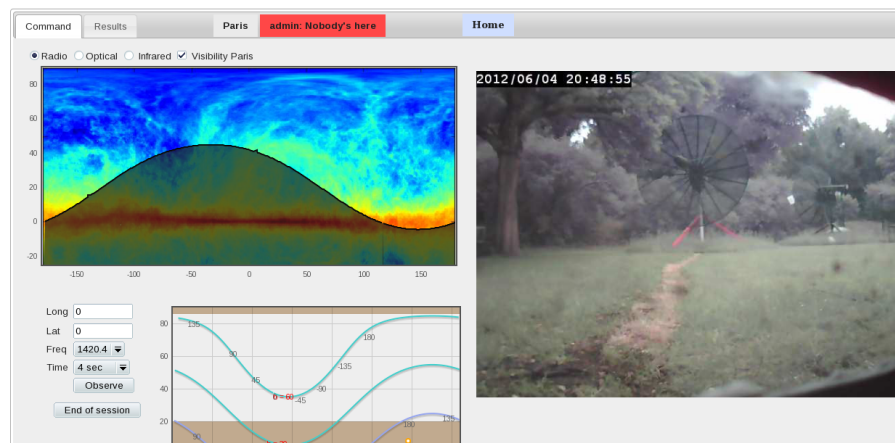 Command Results Paris admin: Nobody's here Home
Radio Optical Infrared Visibility Paris
2012/06/04 20:48:55
80
60
40
20
0
-20
-150 -100 -50 0 50 100 150
Long 0
Lat 0
Freq 1420.4
Time 4 sec
Observe
End of session
80
60
40
20
135
90
45
0 - 60
-45
-90
-135
180
90
180
135